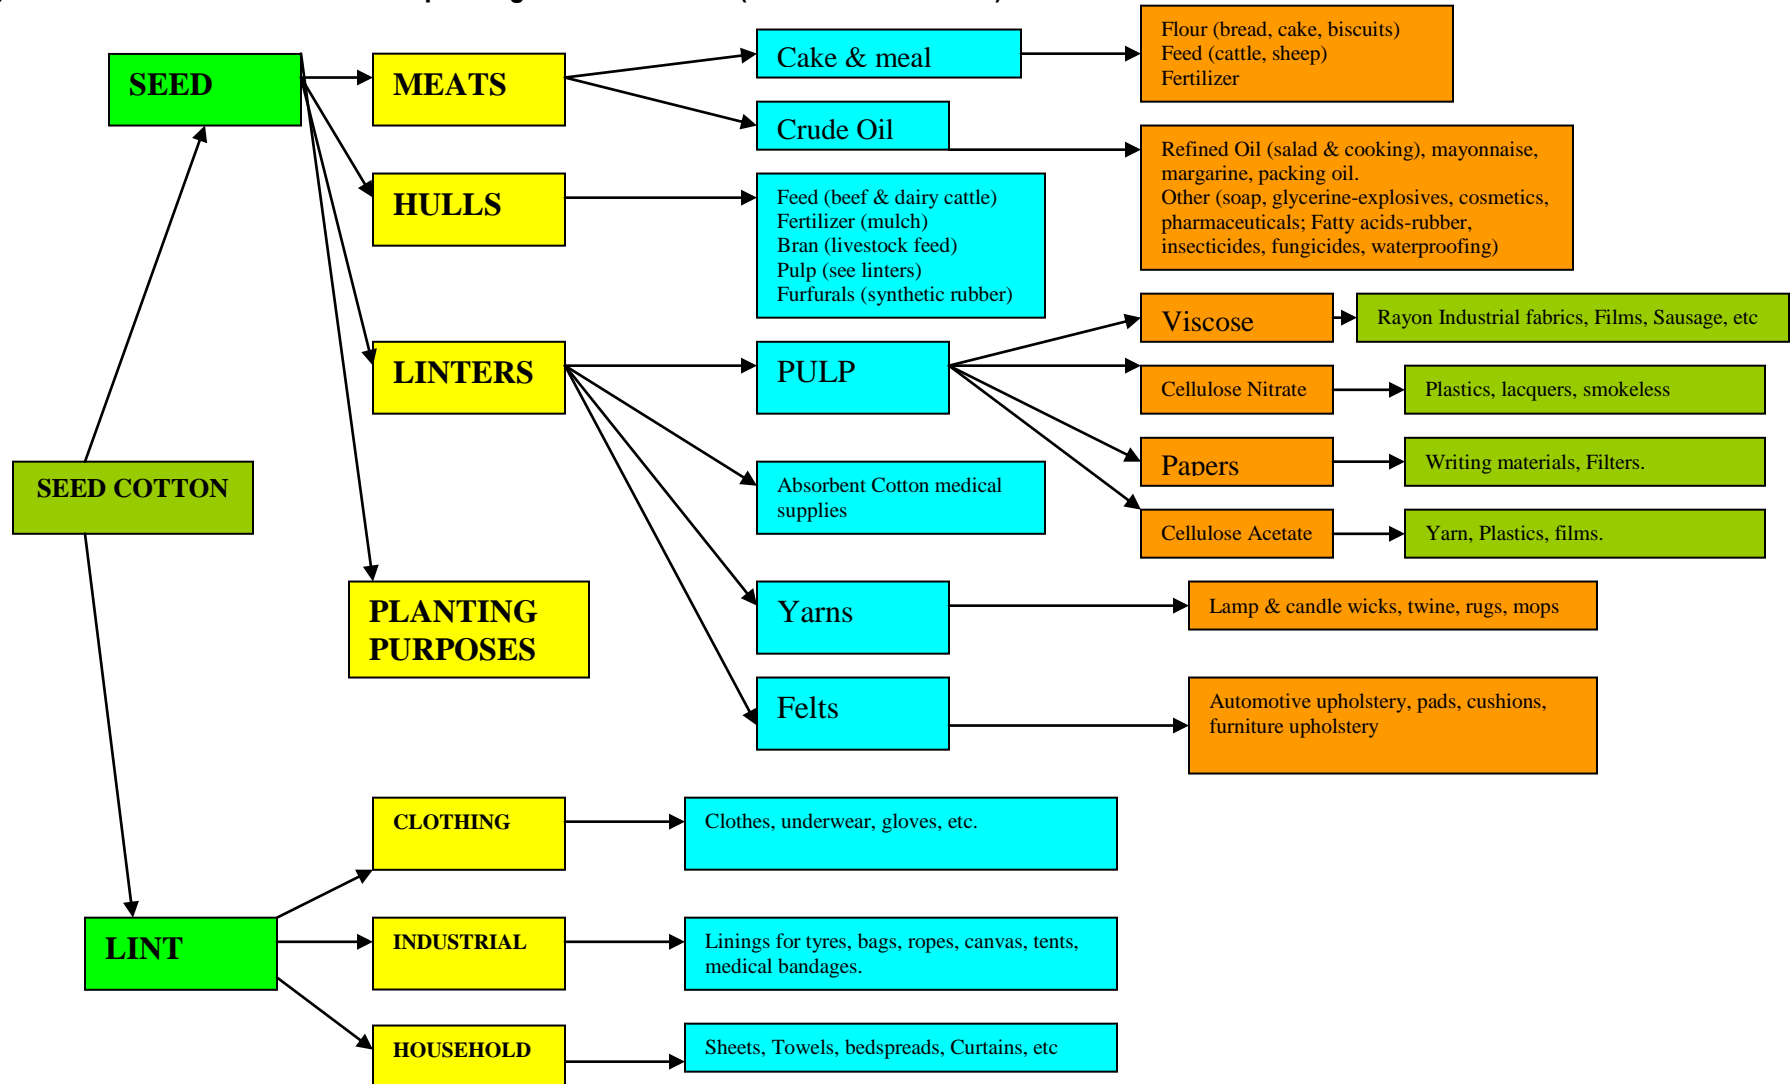 SEED
MEATS
Cake & meal
Flour (bread, cake, biscuits)
Feed (cattle, sheep)
Fertilizer
Crude Oil
Refined Oil (salad & cooking), mayonnaise,
margarine, packing oil.
Other (soap, glycerine-explosives, cosmetics,
pharmaceuticals; Fatty acids-rubber,
insecticides, fungicides, waterproofing)
HULLS
Feed (beef & dairy cattle)
Fertilizer (mulch)
Bran (livestock feed)
Pulp (see linters)
Furfurals (synthetic rubber)
Viscose
Rayon Industrial fabrics, Films, Sausage, etc
LINTERS
PULP
Cellulose Nitrate
Plastics, lacquers, smokeless
Papers
Writing materials, Filters.
SEED COTTON
Absorbent Cotton medical
supplies
Cellulose Acetate
Yarn, Plastics, films.
PLANTING
PURPOSES
Yarns
Lamp & candle wicks, twine, rugs, mops
Felts
Automotive upholstery, pads, cushions,
furniture upholstery
CLOTHING
Clothes, underwear, gloves, etc.
LINT
INDUSTRIAL
Linings for tyres, bags, ropes, canvas, tents,
medical bandages.
HOUSEHOLD
Sheets, Towels, bedspreads, Curtains, etc